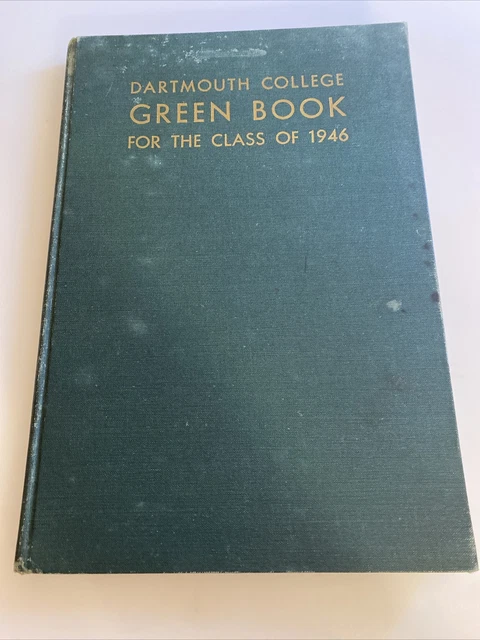 DARTMOUTH COLLEGE
GREEN BOOK
FOR THE CLASS OF 1946